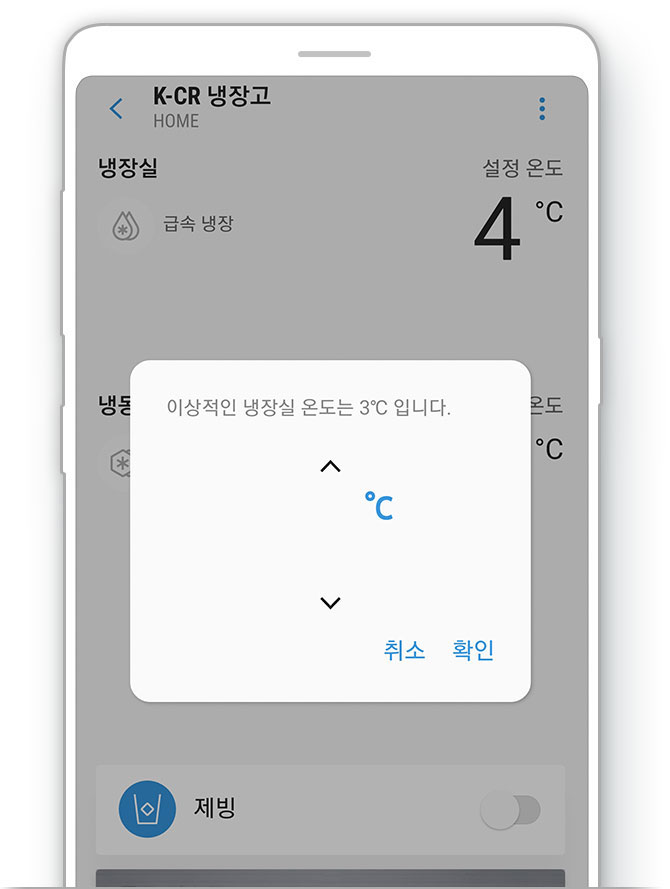 K-CR 냉장고
HOME
냉장실
설정 온도
급속 냉장
4 °C
냉동
온도
°C
이상적인 냉장실 온도는 3℃ 입니다.
°C
취소 확인
제빙